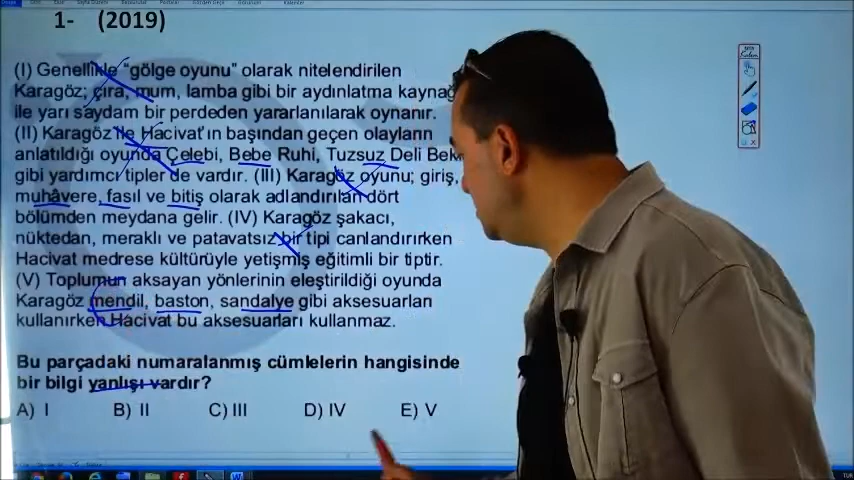 1- (2019)
(I) Genellikle "gölge oyunu" olarak nitelendirilen
Karagöz; çıra, mum, lamba gibi bir aydınlatma kaynağ
ile yarı saydam bir perdeden yararlanılarak oynanır.
(II) Karagöz ile Hacivat'ın başından geçen olayların
anlatıldığı oyunda Çelebi, Bebe Ruhi, Tuzsuz Deli Bek
gibi yardımcı tipler de vardır. (III) Karagöz oyunu; giriş,
muhâvere, fasıl ve bitiş olarak adlandırılan dört
bölümden meydana gelir. (IV) Karagöz şakacı,
nüktedan, meraklı ve patavatsız bir tipi canlandırırken
Hacivat medrese kültürüyle yetişmiş eğitimli bir tiptir.
(V) Toplumun aksayan yönlerinin eleştirildiği oyunda
Karagöz mendil, baston, sandalye gibi aksesuarları
kullanırken Hacivat bu aksesuarları kullanmaz.
Bu parçadaki numaralanmış cümlelerin hangisinde
bir bilgi yanlışı vardır?
A) I B) II C) III D) IV E) V